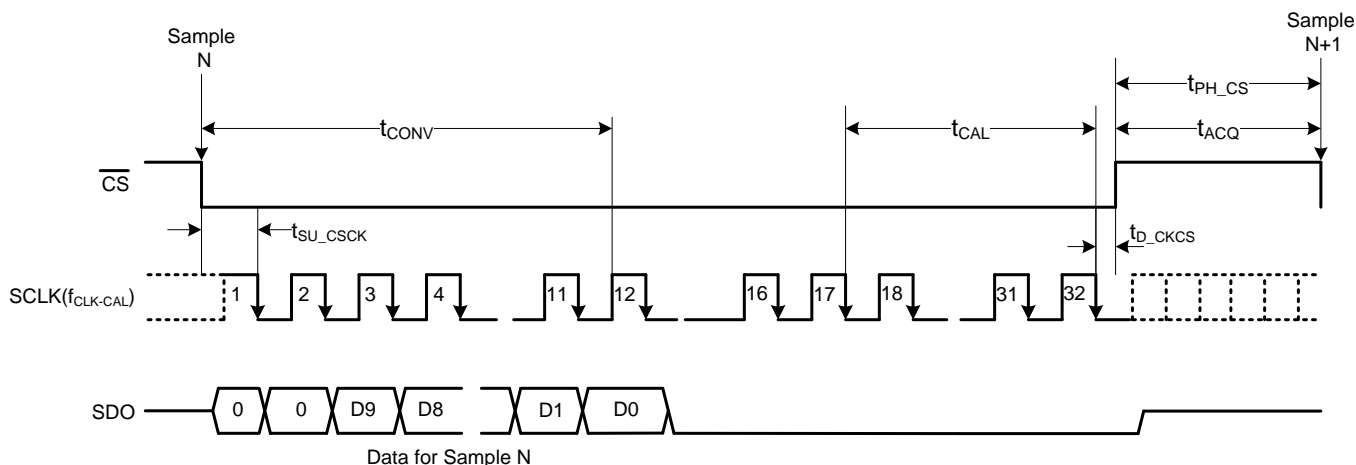 Sample
N
Sample
N+1
tPH_CS
tCONV
tCAL
tACQ
CS
tSU_CSCK
tD_CKCS
SCLK(fCLK-CAL)
1 2 3 4 11 12 16 17 18 31 32
SDO
0 0 D9 D8 D1 D0
Data for Sample N